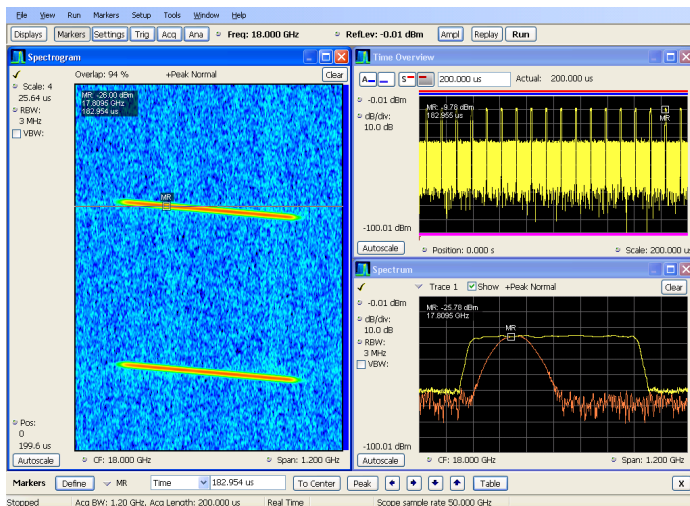 File View Run Markers Setup Tools Window Help
Displays Markers Settings Trig Acq Ana Freq: 18.000 GHz RefLev: -0.01 dBm Ampl Replay Run
Spectrogram
Overlap: 94 % +Peak Normal Clear
Scale: 4
25.64 us
RBW:
3 MHz
VBW:
MR: -26.00 dBm
17.8095 GHz
182.954 us
MR
Pos:
0
199.6 us
Autoscale CF: 18.000 GHz Span: 1.200 GHz
Time Overview
A S 200.000 us Actual: 200.000 us
-0.01 dBm
dB/div:
10.0 dB
MR: -9.78 dBm
17.8095 GHz
182.955 us
MR
-100.01 dBm
Autoscale Position: 0.000 s Scale: 200.000 us
Spectrum
Trace 1 Show +Peak Normal Clear
-0.01 dBm
dB/div:
10.0 dB
RBW:
3 MHz
VBW:
MR: -25.78 dBm
17.8095 GHz
MR
-100.01 dBm
Autoscale CF: 18.000 GHz Span: 1.200 GHz
Markers Define MR Time 182.954 us To Center Peak Table X
Stopped Acq BW: 1.20 GHz, Acq Length: 200.000 us Real Time Scope sample rate 50.000 GHz